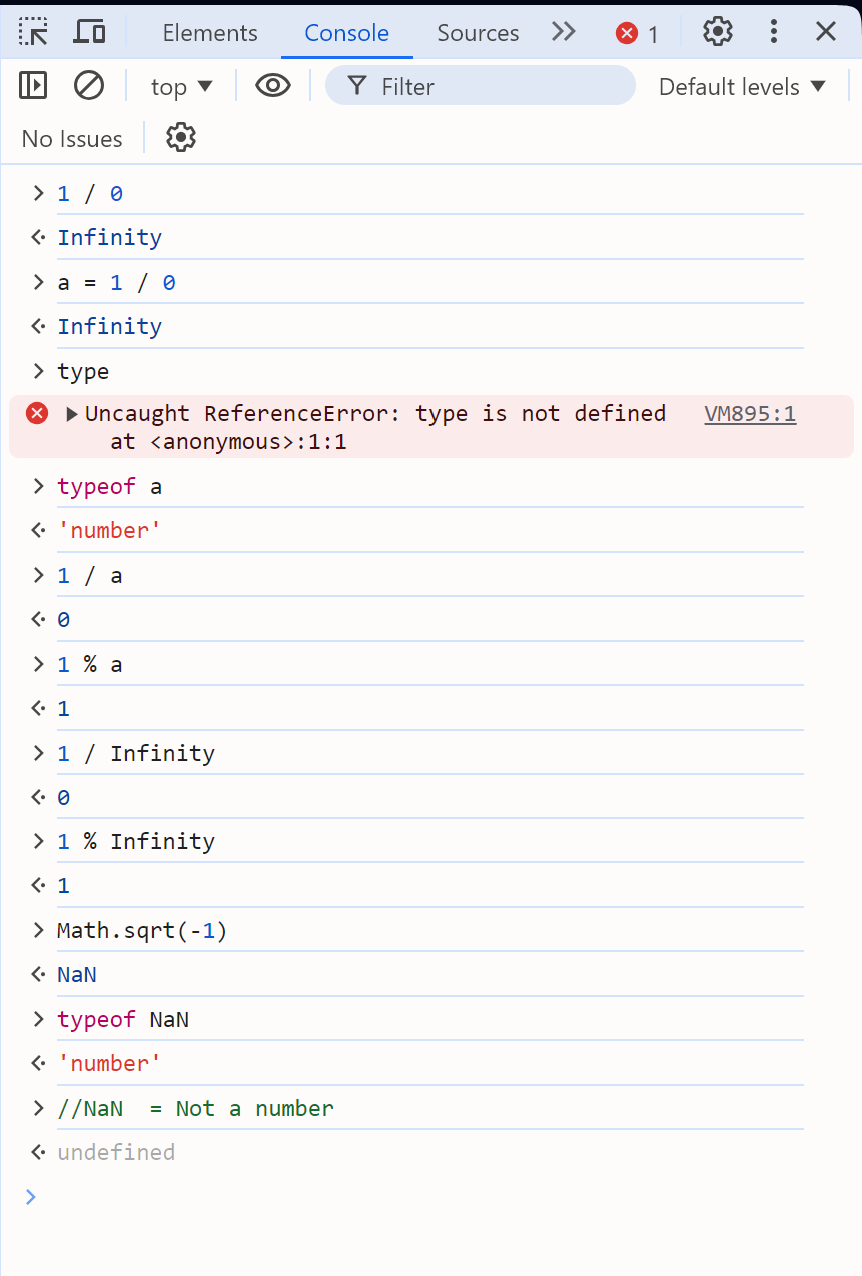 Elements Console Sources 1
top Filter Default levels
No Issues
1 / 0
Infinity
a = 1 / 0
Infinity
type
Uncaught ReferenceError: type is not defined VM895:1
at <anonymous>:1:1
typeof a
'number'
1 / a
0
1 % a
1
1 / Infinity
0
1 % Infinity
1
Math.sqrt(-1)
NaN
typeof NaN
'number'
//NaN  = Not a number
undefined